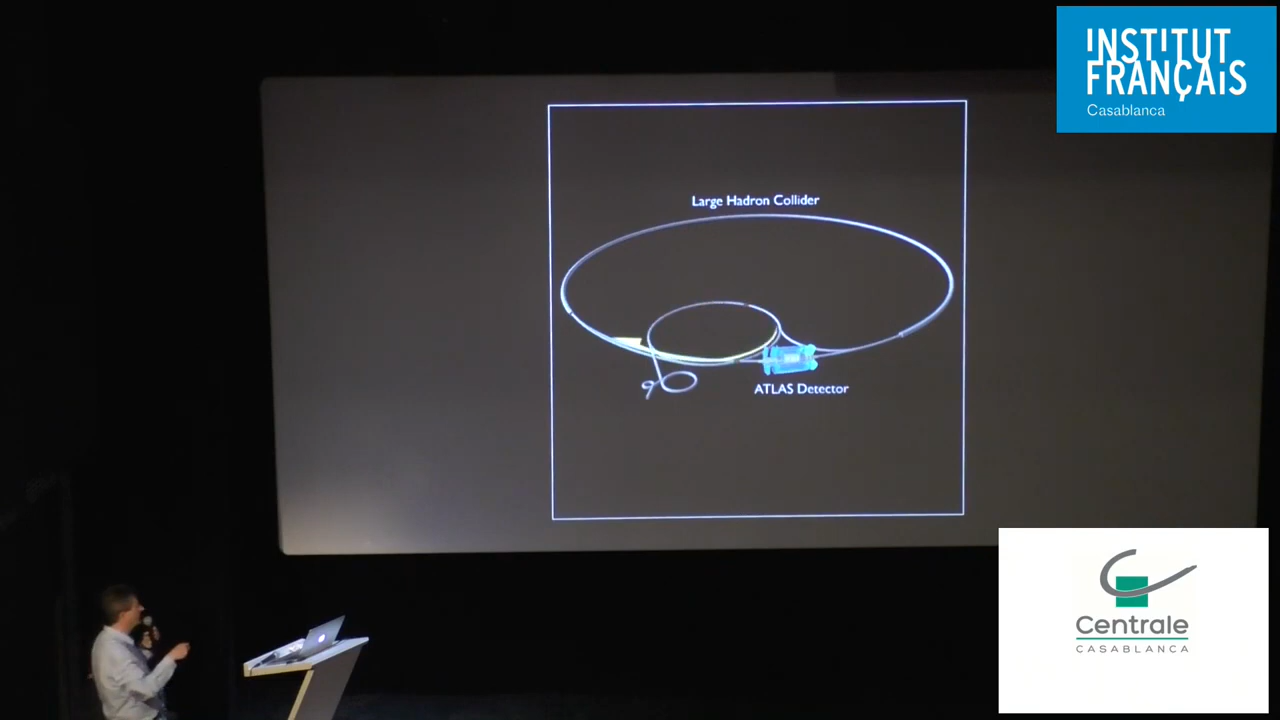 INSTITUT
FRANÇAIS
Casablanca
Large Hadron Collider
ATLAS Detector
Centrale
CASABLANCA